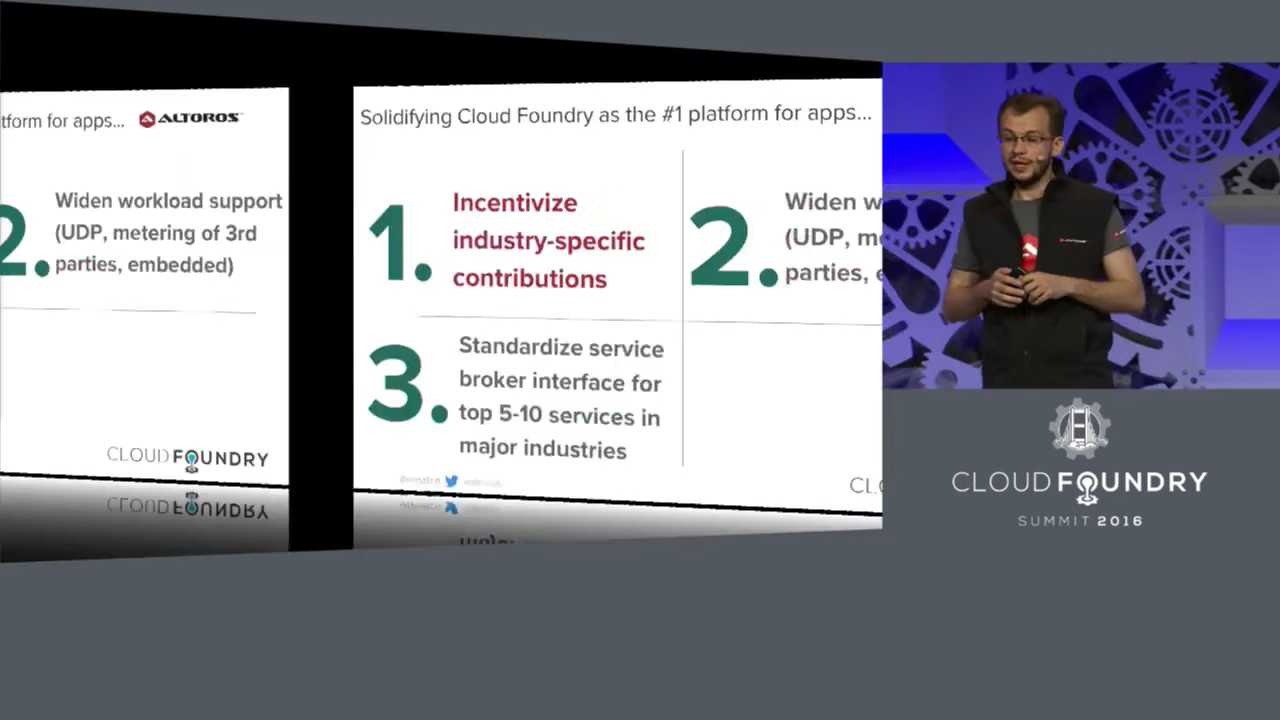 tform for apps... ALTOROS
2.
Widen workload support
(UDP, metering of 3rd
parties, embedded)
CLOUD FOUNDRY
Solidifying Cloud Foundry as the #1 platform for apps...
1.
Incentivize
industry-specific
contributions
2.
Widen w
(UDP, m
parties, e
3.
Standardize service
broker interface for
top 5-10 services in
major industries
CL
CLOUD FOUNDRY
SUMMIT 2016